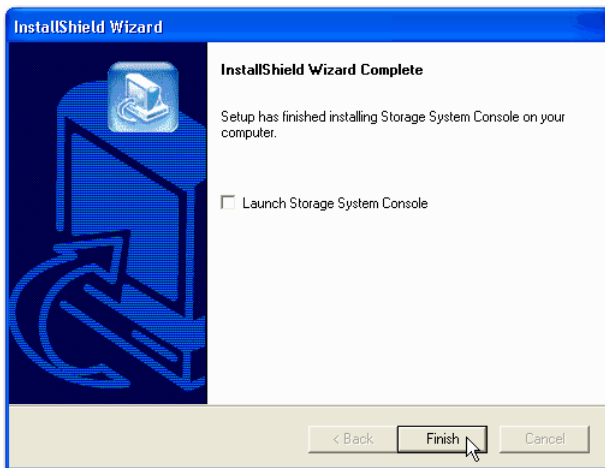 InstallShield Wizard
InstallShield Wizard Complete
Setup has finished installing Storage System Console on your
computer.
Launch Storage System Console
< Back
Finish
Cancel